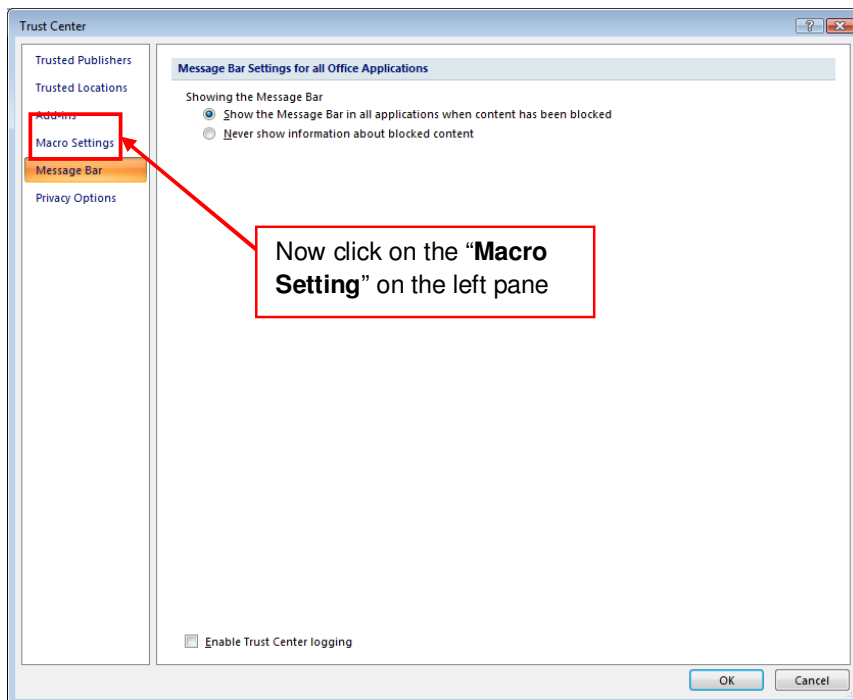 Trust Center
Trusted Publishers
Trusted Locations
Add-Ins
Macro Settings
Message Bar
Privacy Options
Message Bar Settings for all Office Applications
Showing the Message Bar
Show the Message Bar in all applications when content has been blocked
Never show information about blocked content
Now click on the “Macro
Setting” on the left pane
Enable Trust Center logging
OK
Cancel